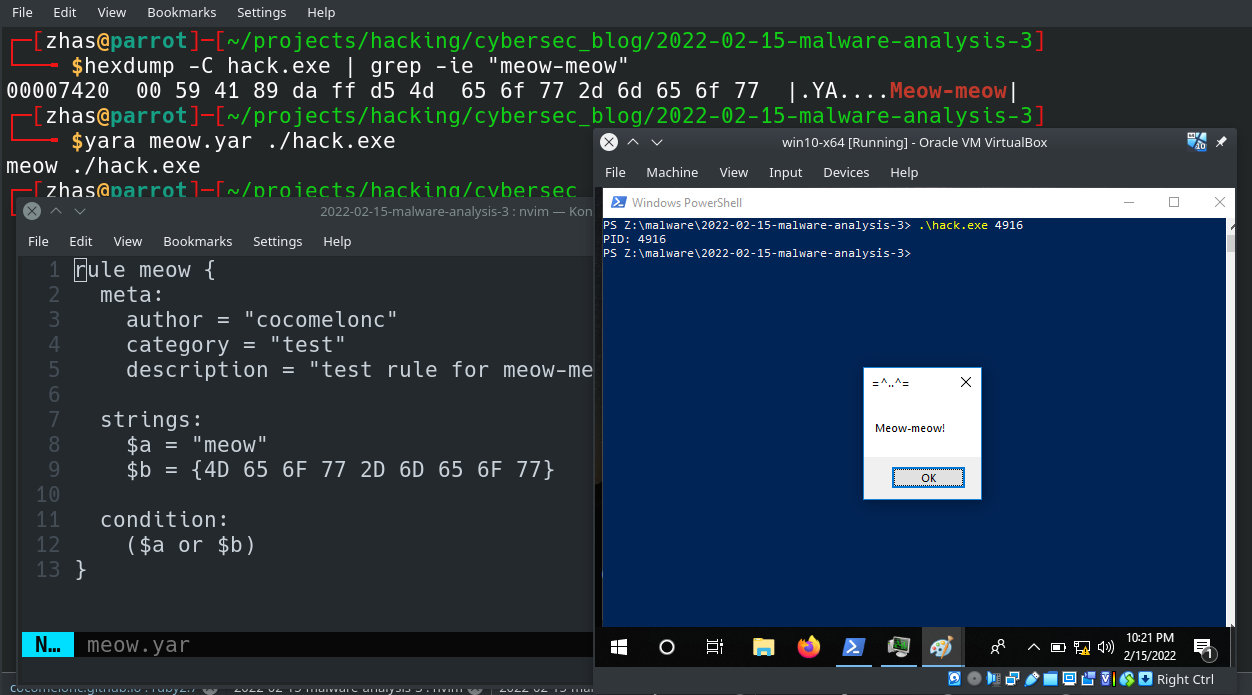 File Edit View Bookmarks Settings Help
┌─[zhas@parrot]─[~/projects/hacking/cybersec_blog/2022-02-15-malware-analysis-3]
└──╼ $hexdump -C hack.exe | grep -ie "meow-meow"
00007420  00 59 41 89 da ff d5 4d  65 6f 77 2d 6d 65 6f 77  |.YA....Meow-meow|
┌─[zhas@parrot]─[~/projects/hacking/cybersec_blog/2022-02-15-malware-analysis-3]
└──╼ $yara meow.yar ./hack.exe
meow ./hack.exe
┌─[zhas@parrot]─[~/projects/hacking/cybersec
2022-02-15-malware-analysis-3 : nvim — Kon
File Edit View Bookmarks Settings Help
1 rule meow {
2   meta:
3     author = "cocomelonc"
4     category = "test"
5     description = "test rule for meow-me
6
7   strings:
8     $a = "meow"
9     $b = {4D 65 6F 77 2D 6D 65 6F 77}
10
11   condition:
12     ($a or $b)
13 }
N... meow.yar
win10-x64 [Running] - Oracle VM VirtualBox
File Machine View Input Devices Help
Windows PowerShell
PS Z:\malware\2022-02-15-malware-analysis-3> .\hack.exe 4916
PID: 4916
PS Z:\malware\2022-02-15-malware-analysis-3>
=^..^=
Meow-meow!
OK
10:21 PM
2/15/2022
1
Right Ctrl
cocomelonc.github.io : ruby2.7
2022-02-15-malware-analysis-3 : nvim
2022-02-15-mal